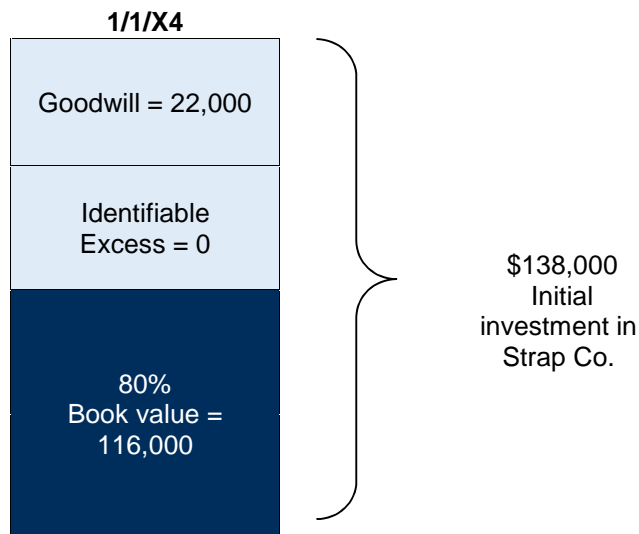 1/1/X4
Goodwill = 22,000
Identifiable
Excess = 0
80%
Book value =
116,000
$138,000
Initial
investment in
Strap Co.